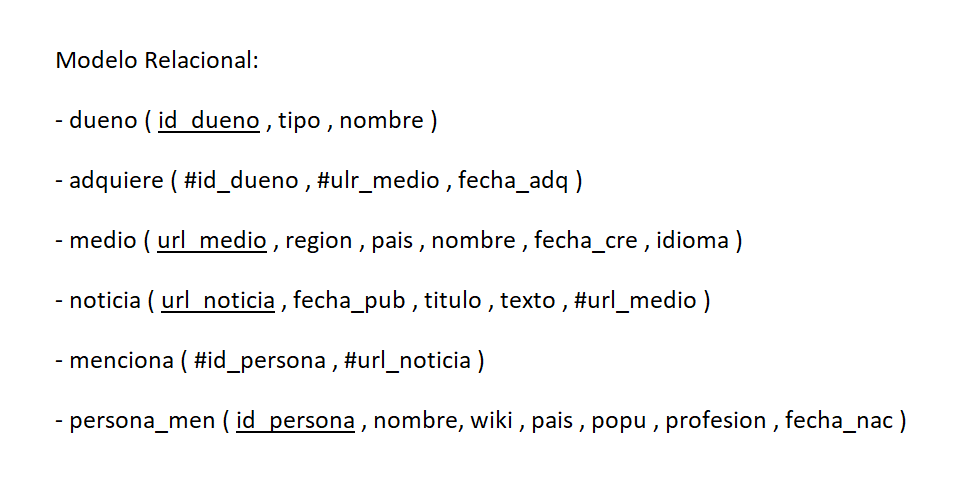 Modelo Relacional:
- dueno ( id_dueno , tipo , nombre )
- adquiere ( #id_dueno , #ulr_medio , fecha_adq )
- medio ( url_medio , region , pais , nombre , fecha_cre , idioma )
- noticia ( url_noticia , fecha_pub , titulo , texto , #url_medio )
- menciona ( #id_persona , #url_noticia )
- persona_men ( id_persona , nombre, wiki , pais , popu , profesion , fecha_nac )